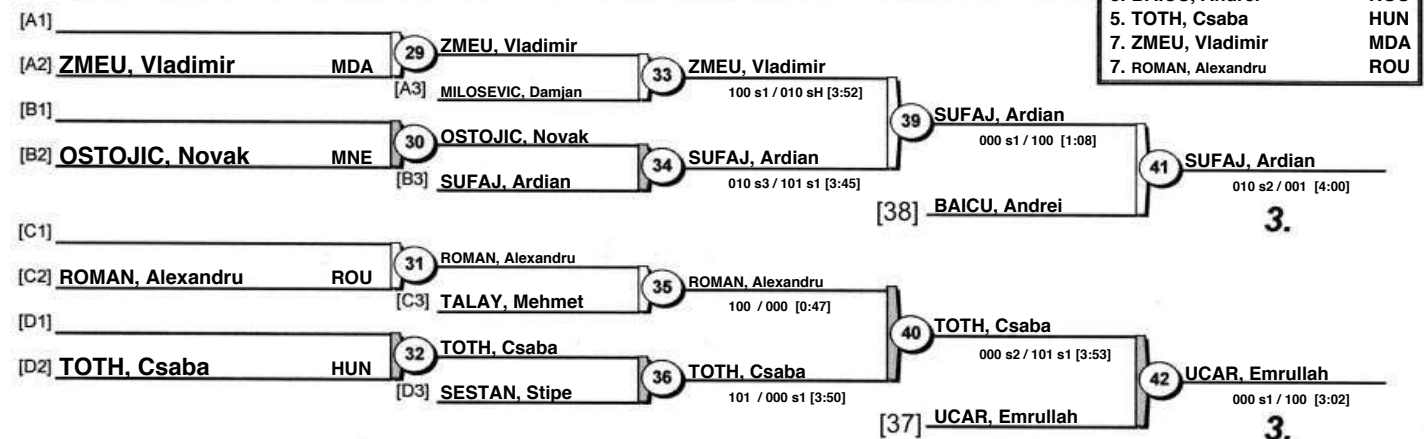 5. TOTH, Csaba HUN
7. ZMEU, Vladimir MDA
7. ROMAN, Alexandru ROU
[A1]
[A2] ZMEU, Vladimir MDA
29 ZMEU, Vladimir
[A3] MILOSEVIC, Damjan
33 ZMEU, Vladimir
100 s1 / 010 sH [3:52]
[B1]
[B2] OSTOJIC, Novak MNE
30 OSTOJIC, Novak
[B3] SUFAJ, Ardian
34 SUFAJ, Ardian
010 s3 / 101 s1 [3:45]
39 SUFAJ, Ardian
000 s1 / 100 [1:08]
[38] BAICU, Andrei
41 SUFAJ, Ardian
010 s2 / 001 [4:00]
3.
[C1]
[C2] ROMAN, Alexandru ROU
31 ROMAN, Alexandru
[C3] TALAY, Mehmet
35 ROMAN, Alexandru
100 / 000 [0:47]
[D1]
[D2] TOTH, Csaba HUN
32 TOTH, Csaba
[D3] SESTAN, Stipe
36 TOTH, Csaba
101 / 000 s1 [3:50]
40 TOTH, Csaba
000 s2 / 101 s1 [3:53]
[37] UCAR, Emrullah
42 UCAR, Emrullah
000 s1 / 100 [3:02]
3.